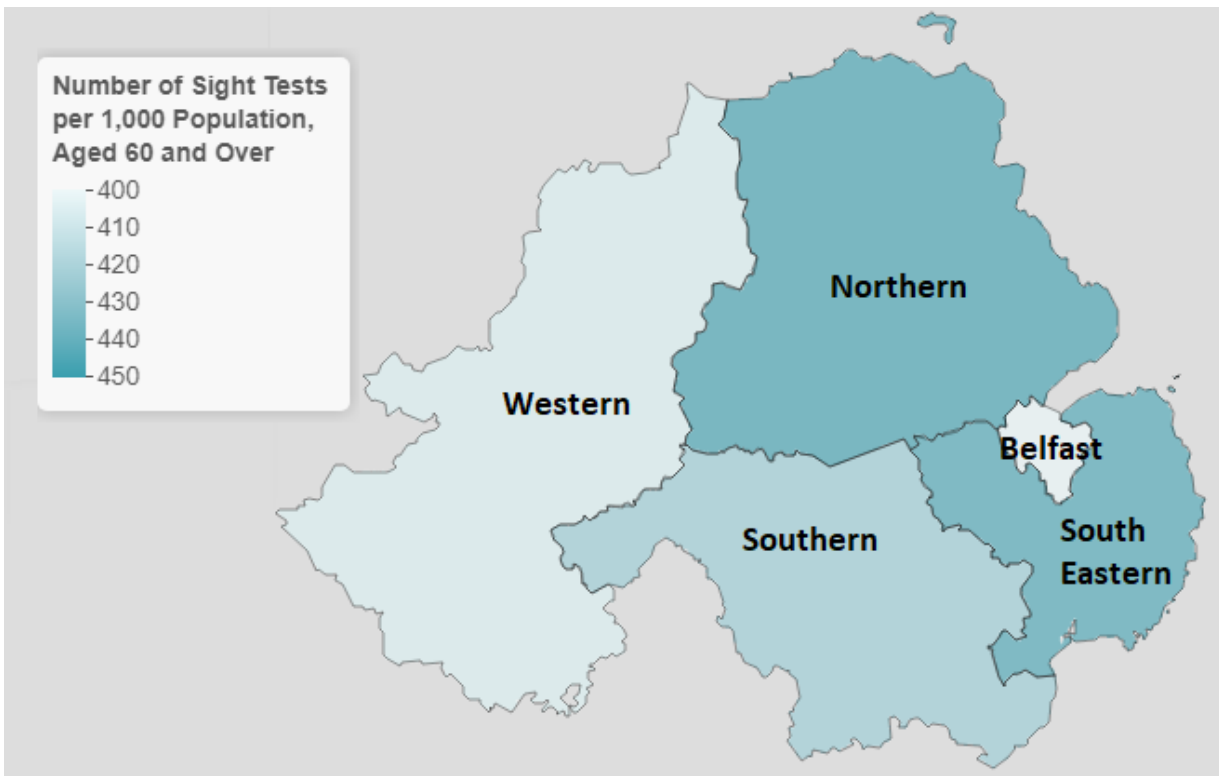 Number of Sight Tests
per 1,000 Population,
Aged 60 and Over
400
410
420
430
440
450
Northern
Western
Belfast
Southern
South
Eastern